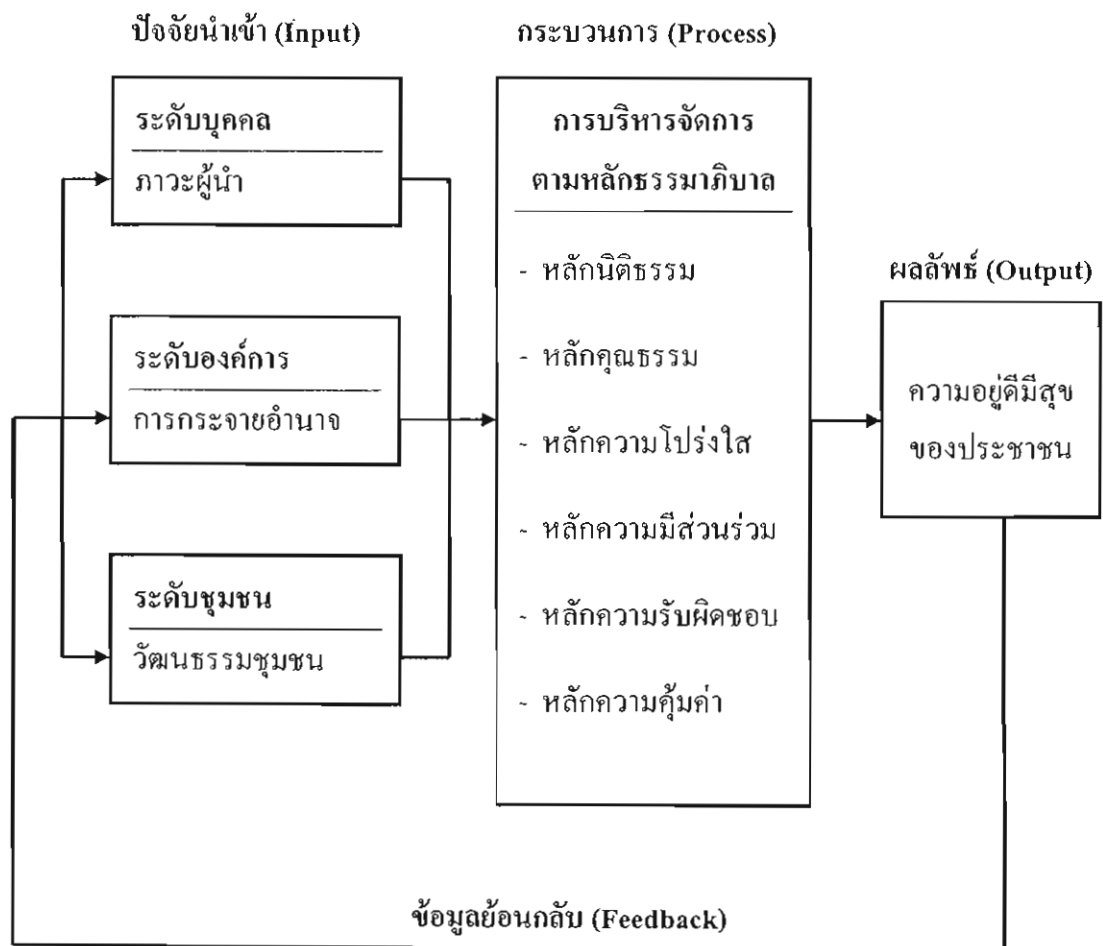 ปัจจัยนำเข้า (Input)
ระดับบุคคล
ภาวะผู้นำ
ระดับองค์การ
การกระจายอำนาจ
ระดับชุมชน
วัฒนธรรมชุมชน
กระบวนการ (Process)
การบริหารจัดการ
ตามหลักธรรมาภิบาล
- หลักนิติธรรม
- หลักคุณธรรม
- หลักความโปร่งใส
- หลักความมีส่วนร่วม
- หลักความรับผิดชอบ
- หลักความคุ้มค่า
ผลลัพธ์ (Output)
ความอยู่ดีมีสุข
ของประชาชน
ข้อมูลย้อนกลับ (Feedback)